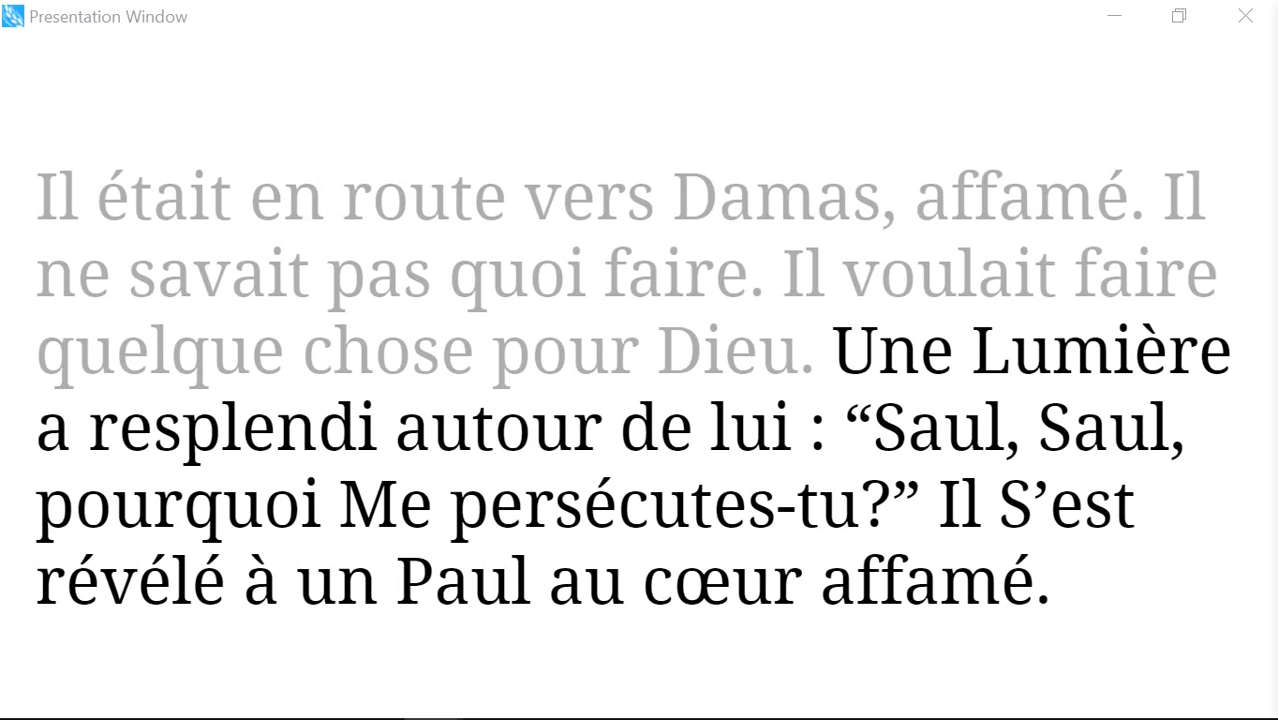 Presentation Window
Il était en route vers Damas, affamé. Il
ne savait pas quoi faire. Il voulait faire
quelque chose pour Dieu. Une Lumière
a resplendi autour de lui : “Saul, Saul,
pourquoi Me persécutes-tu?” Il S’est
révélé à un Paul au cœur affamé.